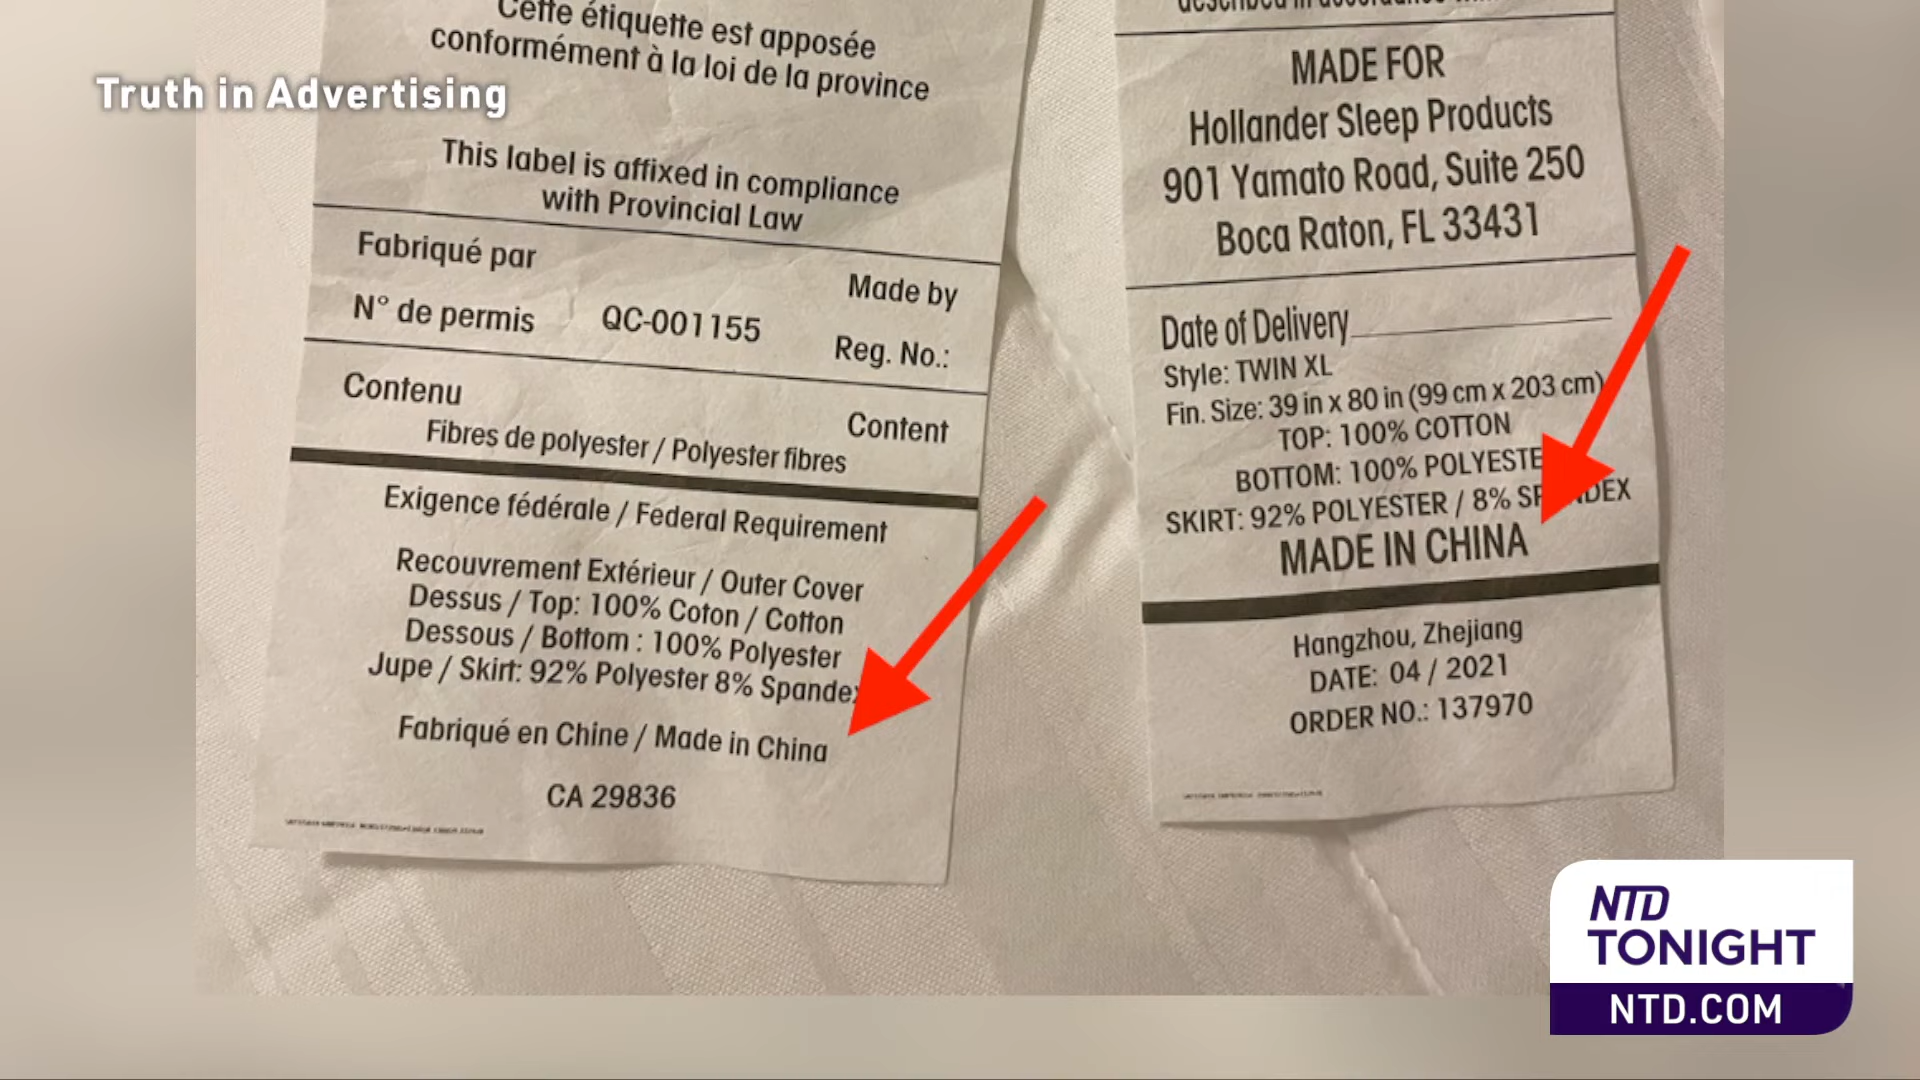 Truth in Advertising
Cette étiquette est apposée
conformément à la loi de la province
This label is affixed in compliance
with Provincial Law
Fabriqué par
Made by
N° de permis QC-001155 Reg. No.:
Contenu
Content
Fibres de polyester / Polyester fibres
Exigence fédérale / Federal Requirement
Recouvrement Extérieur / Outer Cover
Dessus / Top: 100% Coton / Cotton
Dessous / Bottom : 100% Polyester
Jupe / Skirt: 92% Polyester 8% Spandex
Fabriqué en Chine / Made in China
CA 29836
described in accordance
MADE FOR
Hollander Sleep Products
901 Yamato Road, Suite 250
Boca Raton, FL 33431
Date of Delivery
Style: TWIN XL
Fin. Size: 39 in x 80 in (99 cm x 203 cm)
TOP: 100% COTTON
BOTTOM: 100% POLYESTE
SKIRT: 92% POLYESTER / 8% SPANDEX
MADE IN CHINA
Hangzhou, Zhejiang
DATE: 04 / 2021
ORDER NO.: 137970
NTD
TONIGHT
NTD.COM